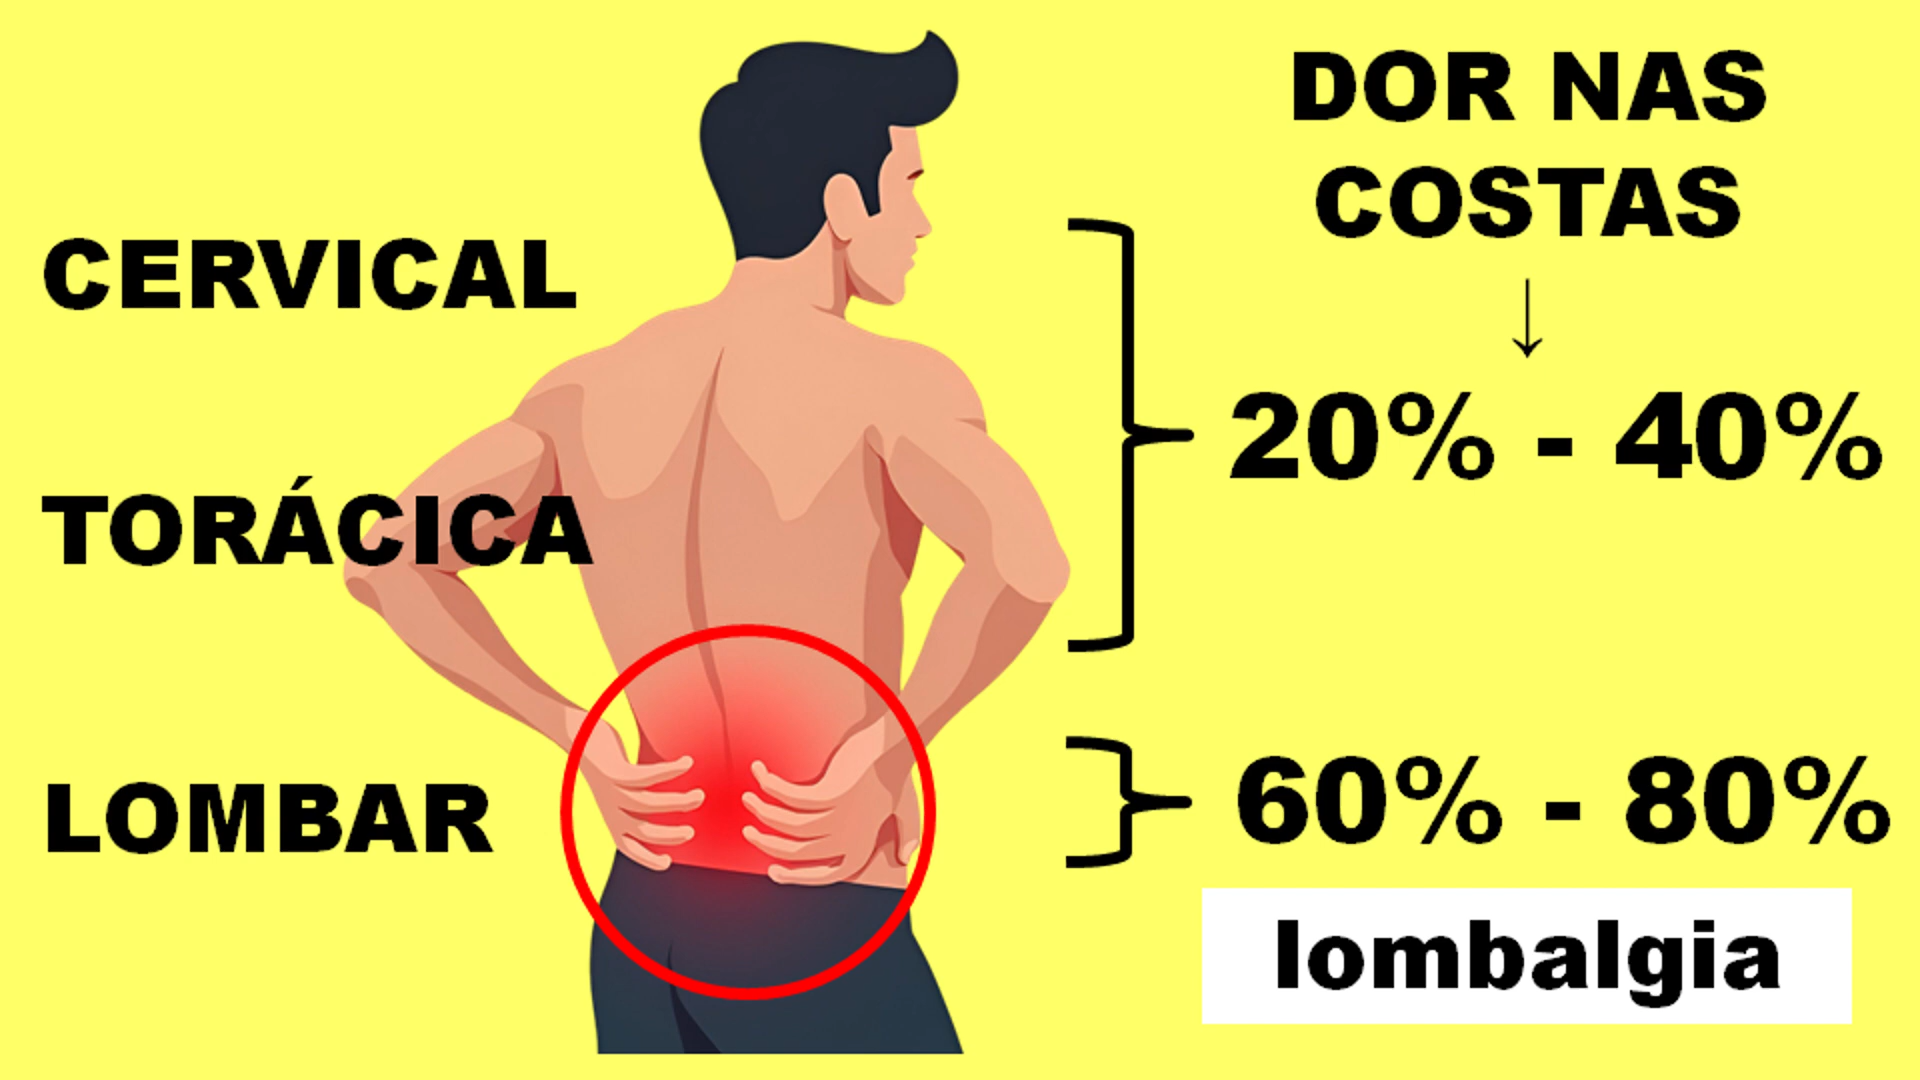 DOR NAS
COSTAS
↓
CERVICAL
20% - 40%
TORÁCICA
LOMBAR
60% - 80%
lombalgia